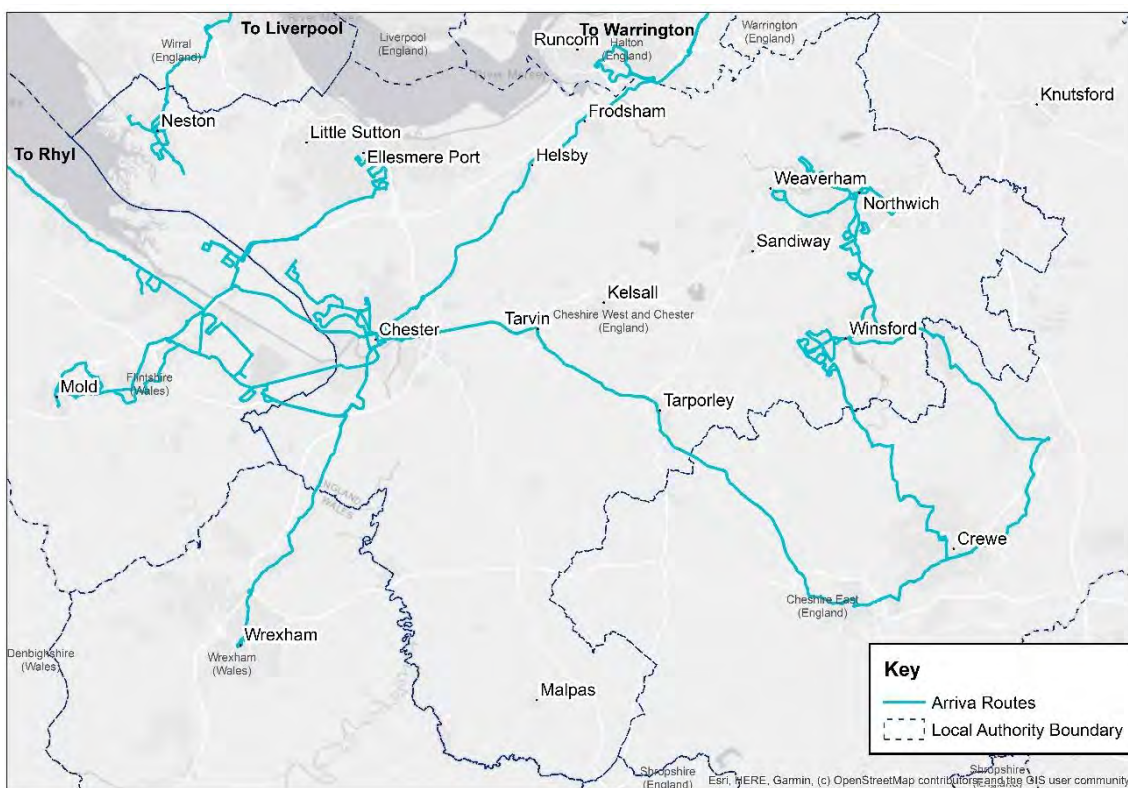 To Liverpool
To Warrington
Wirral
(England)
Liverpool
(England)
Runcorn
Halton
(England)
Warrington
(England)
Knutsford
Frodsham
Neston
Little Sutton
To Rhyl
Ellesmere Port
Helsby
Weaverham
Northwich
Sandiway
Kelsall
Cheshire West and Chester
(England)
Chester
Tarvin
Winsford
Flintshire
(Wales)
Mold
Tarporley
WALES
Crewe
Cheshire East
(England)
Wrexham
Wrexham
(Wales)
Denbighshire
(Wales)
Malpas
Key
Arriva Routes
Local Authority Boundary
Shropshire
(England)
Shropshire
(England)
Esri, HERE, Garmin, (c) OpenStreetMap contributors, and the GIS user community